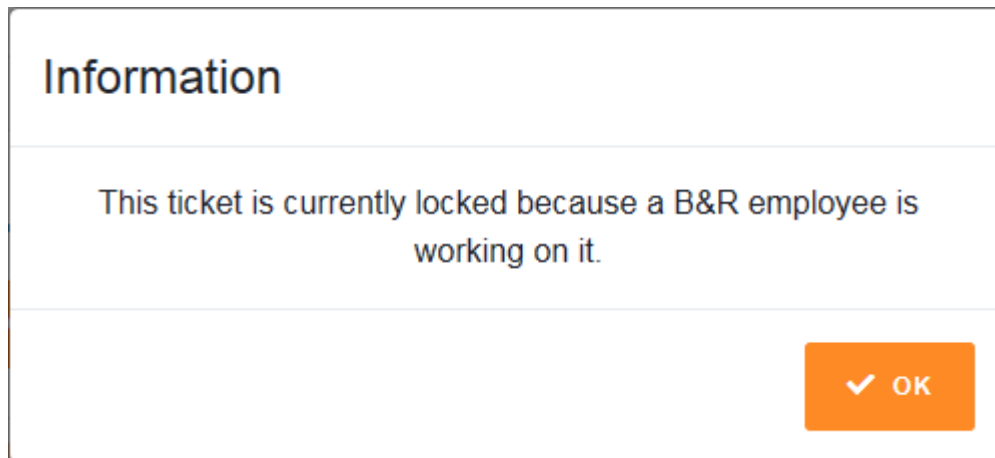 Information
This ticket is currently locked because a B&R employee is
working on it.
OK